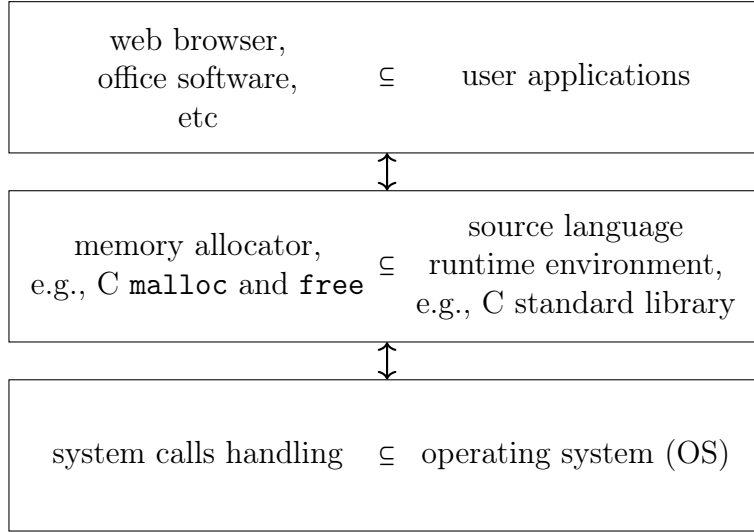 web browser,
office software,
etc
⊆
user applications
memory allocator,
e.g., C malloc and free
⊆
source language
runtime environment,
e.g., C standard library
system calls handling
⊆
operating system (OS)